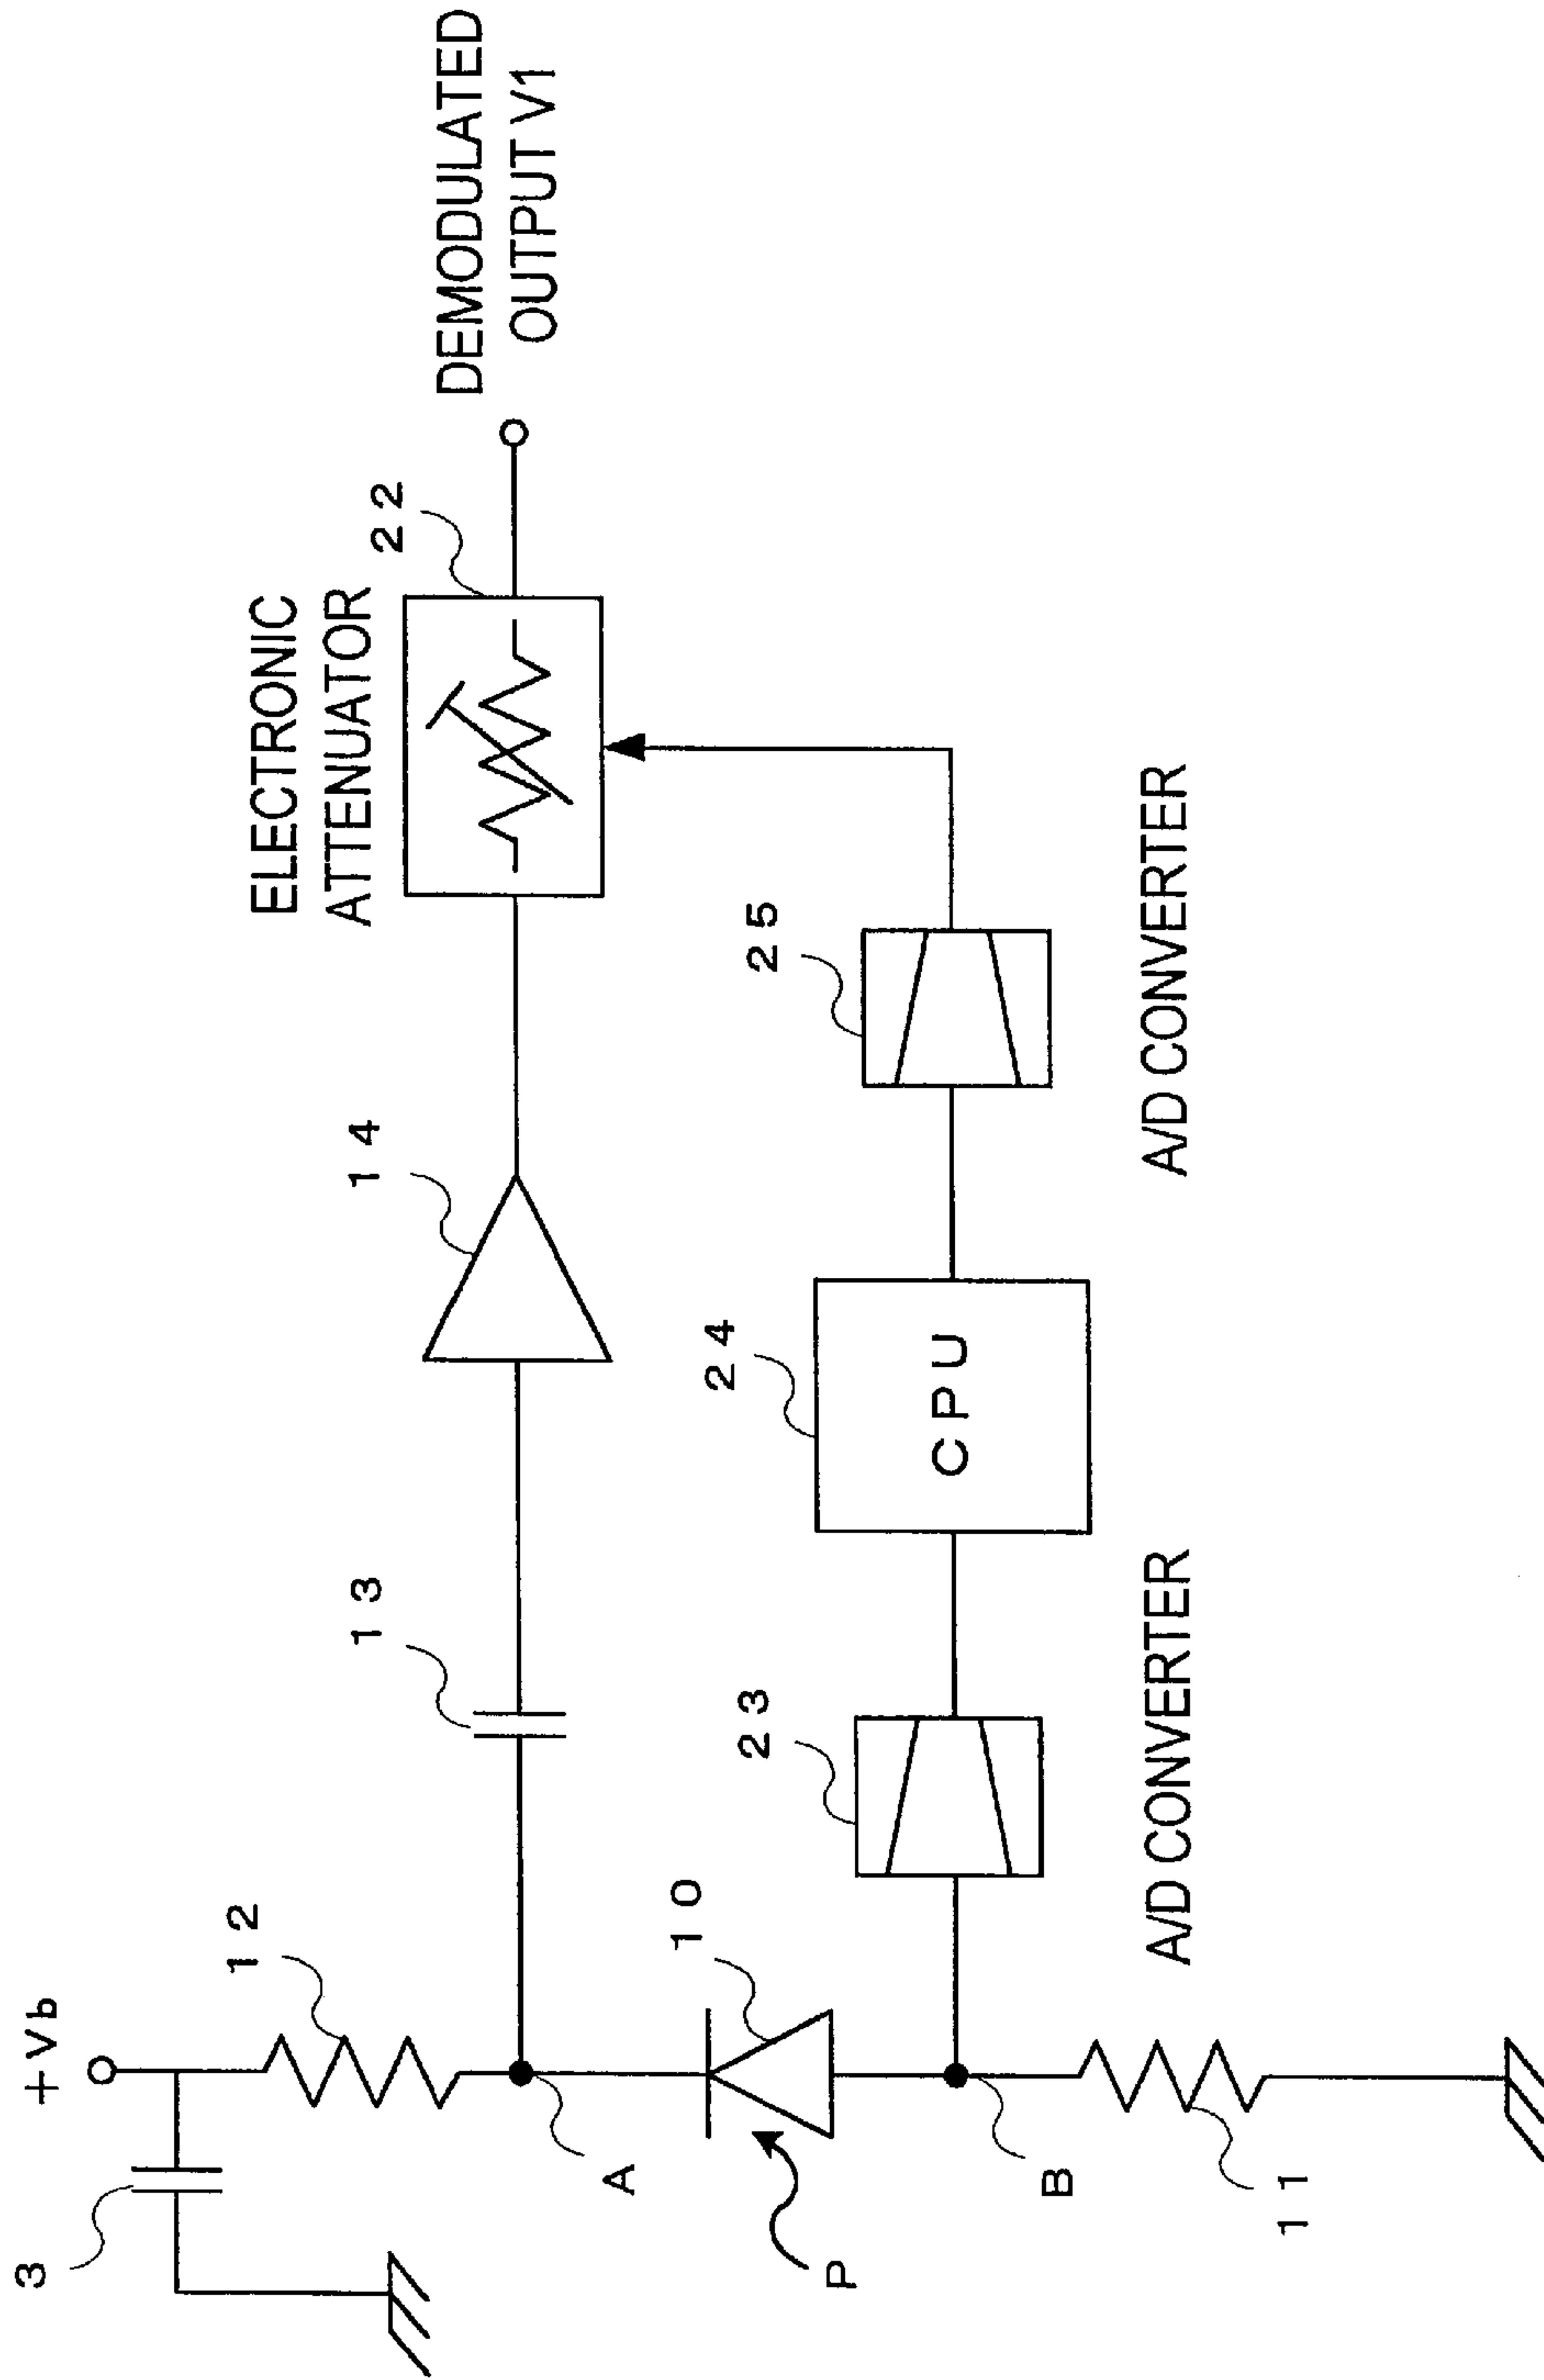 +Vb
3
12
A
13
14
ELECTRONIC
ATTENUATOR
22
DEMODULATED
OUTPUT V1
P
10
B
11
23
A/D CONVERTER
24
CPU
25
A/D CONVERTER